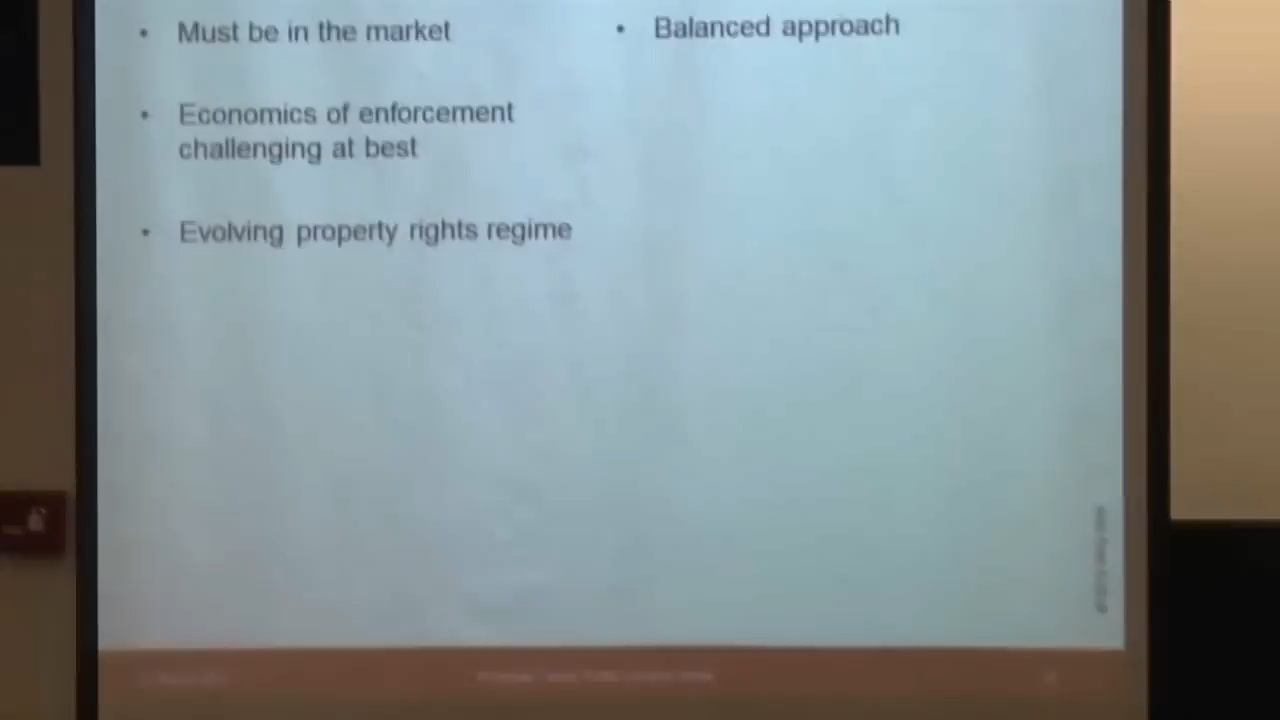 • Must be in the market
• Economics of enforcement
challenging at best
• Evolving property rights regime
• Balanced approach